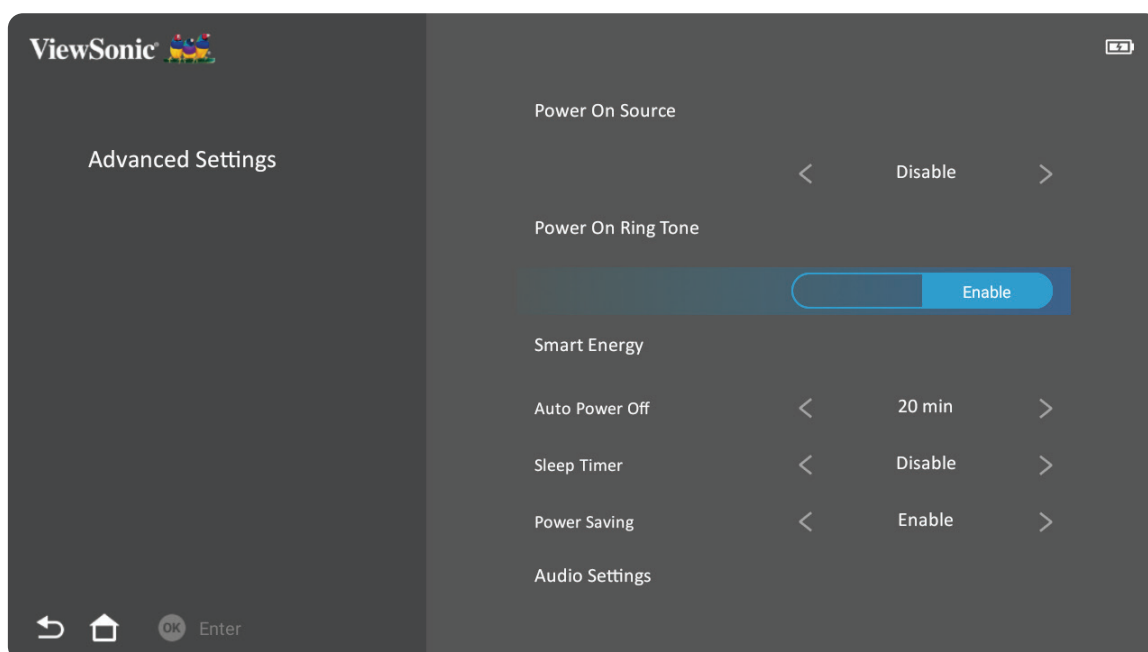 ViewSonic
Advanced Settings
Power On Source
Disable
Power On Ring Tone
Enable
Smart Energy
Auto Power Off 20 min
Sleep Timer Disable
Power Saving Enable
Audio Settings
OK Enter